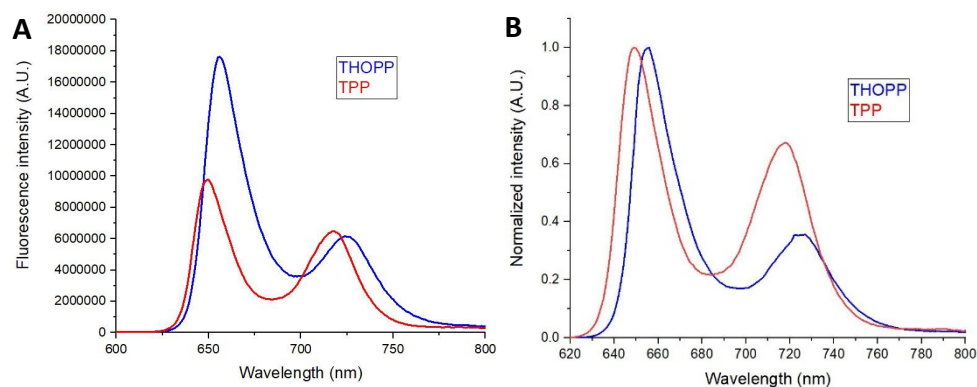 A
Fluorescence intensity (A.U.)
20000000
18000000
16000000
14000000
12000000
10000000
8000000
6000000
4000000
2000000
0
THOPP
TPP
600 650 700 750 800
Wavelength (nm)
B
Normalized intensity (A.U.)
1.0
0.8
0.6
0.4
0.2
0.0
THOPP
TPP
620 640 660 680 700 720 740 760 780 800
Wavelength (nm)